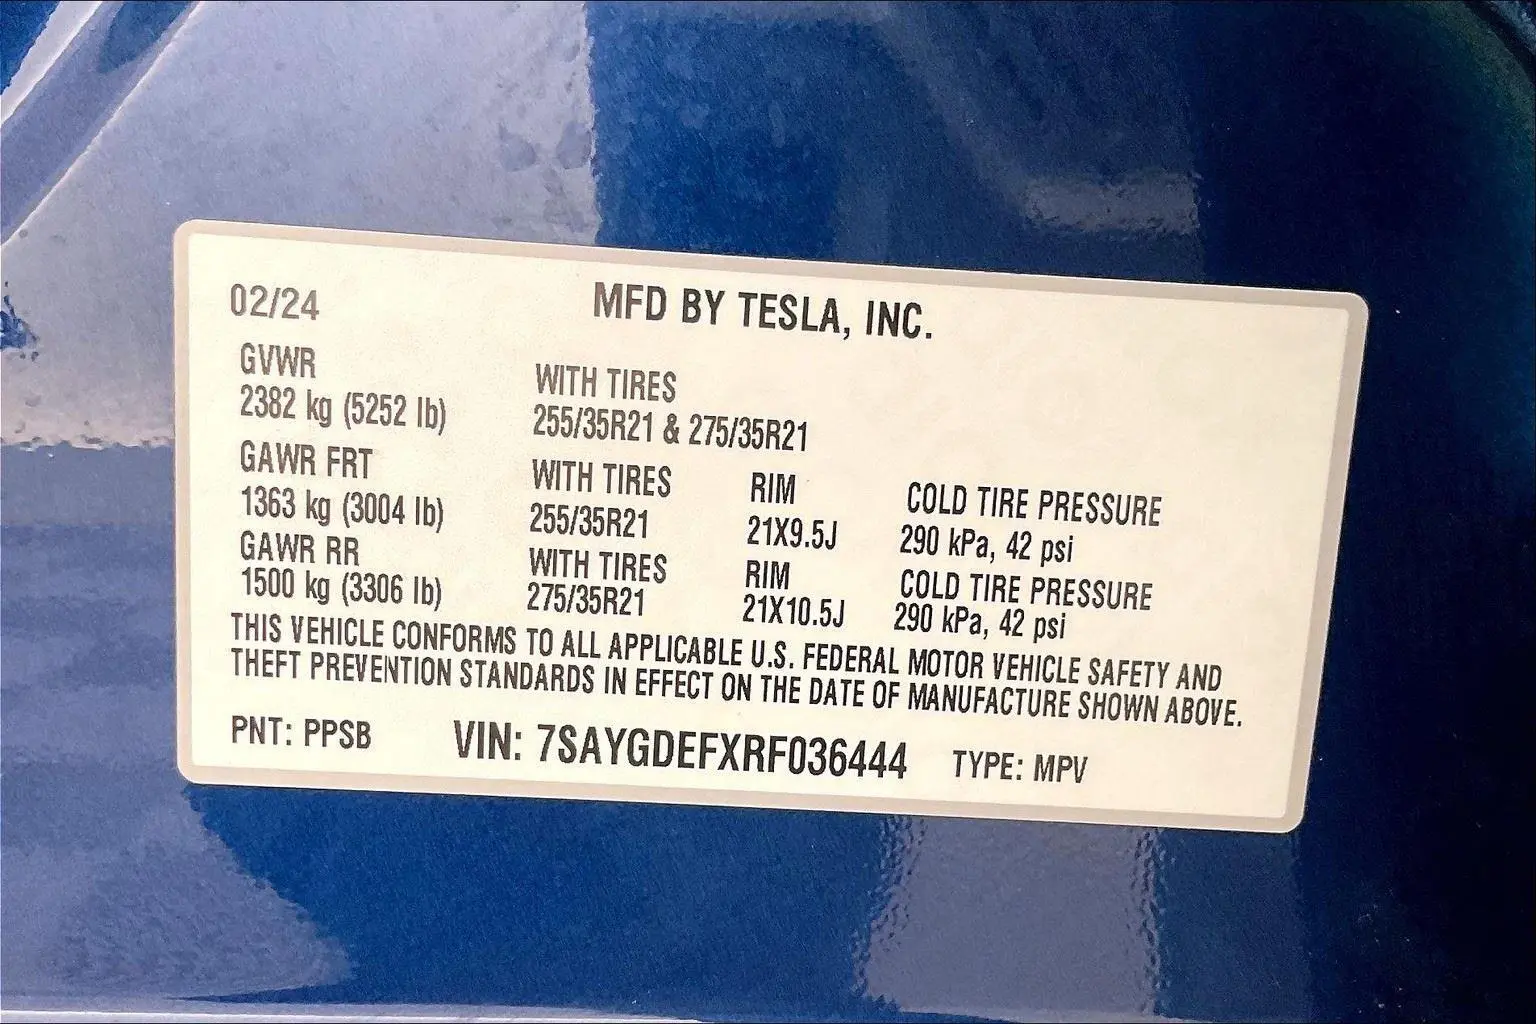 02/24 MFD BY TESLA, INC.
GVWR WITH TIRES
2382 kg (5252 lb) 255/35R21 & 275/35R21
GAWR FRT WITH TIRES RIM COLD TIRE PRESSURE
1363 kg (3004 lb) 255/35R21 21X9.5J 290 kPa, 42 psi
GAWR RR WITH TIRES RIM COLD TIRE PRESSURE
1500 kg (3306 lb) 275/35R21 21X10.5J 290 kPa, 42 psi
THIS VEHICLE CONFORMS TO ALL APPLICABLE U.S. FEDERAL MOTOR VEHICLE SAFETY AND
THEFT PREVENTION STANDARDS IN EFFECT ON THE DATE OF MANUFACTURE SHOWN ABOVE.
PNT: PPSB VIN: 7SAYGDEFXRF036444 TYPE: MPV